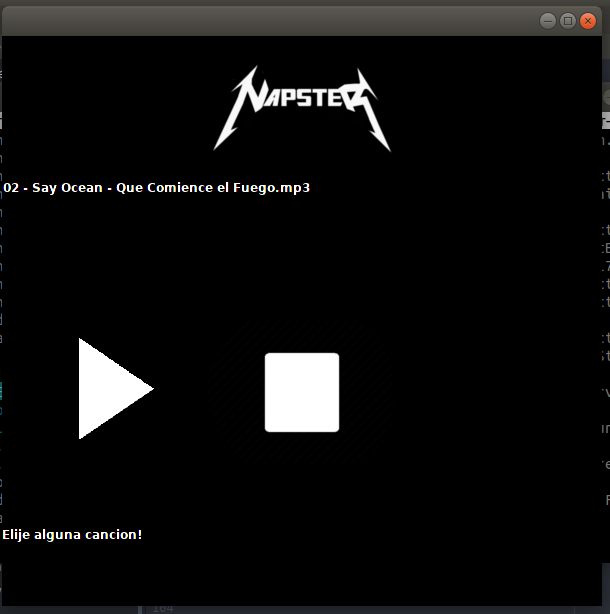 NAPSTER
02 - Say Ocean - Que Comience el Fuego.mp3
Elije alguna cancion!